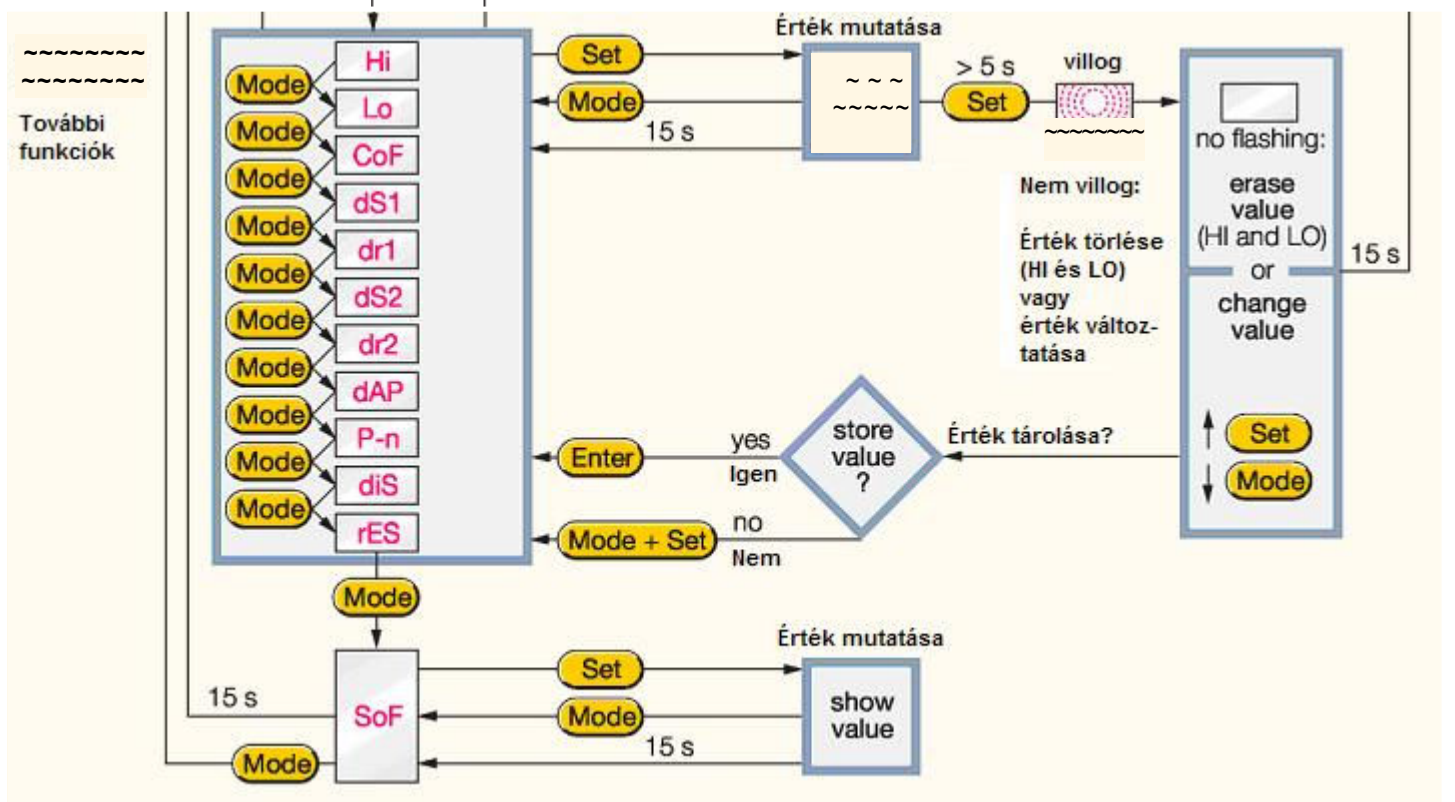 További
funkciók
Hi
Mode
Lo
Mode
CoF
Mode
dS1
Mode
dr1
Mode
dS2
Mode
dr2
Mode
dAP
Mode
P-n
Mode
diS
Mode
rES
Mode
Set
Mode
15 s
Érték mutatása
> 5 s
Set
villog
no flashing:
erase
value
(HI and LO)
or
change
value
15 s
Nem villog:
Érték törlése
(HI és LO)
vagy
érték változ-
tatása
Set
Mode
Érték tárolása?
store
value
?
yes
Igen
Enter
no
Nem
Mode + Set
Mode
SoF
15 s
Mode
Set
Mode
15 s
Érték mutatása
show
value